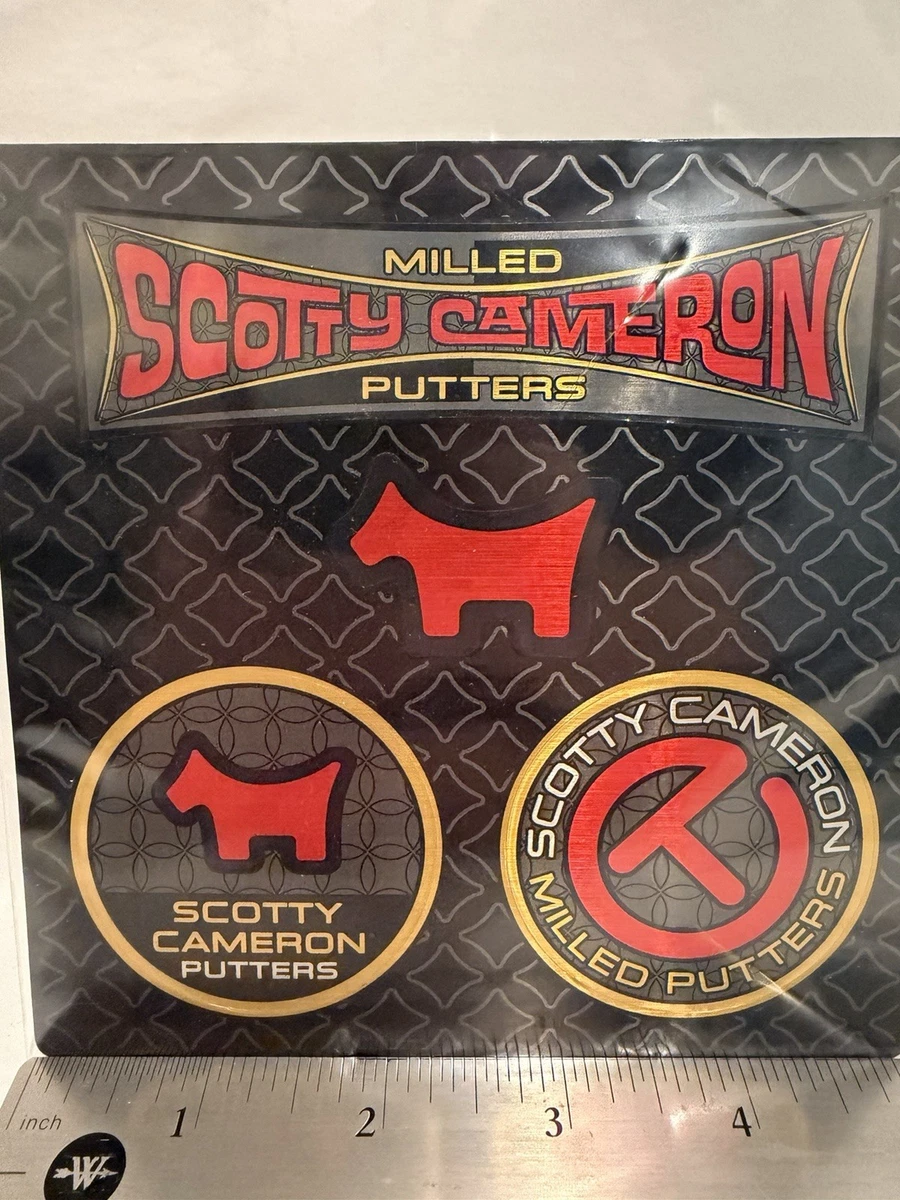 MILLED
SCOTTY CAMERON
PUTTERS
SCOTTY
CAMERON
PUTTERS
SCOTTY CAMERON
MILLED PUTTERS
inch 1 2 3 4
W